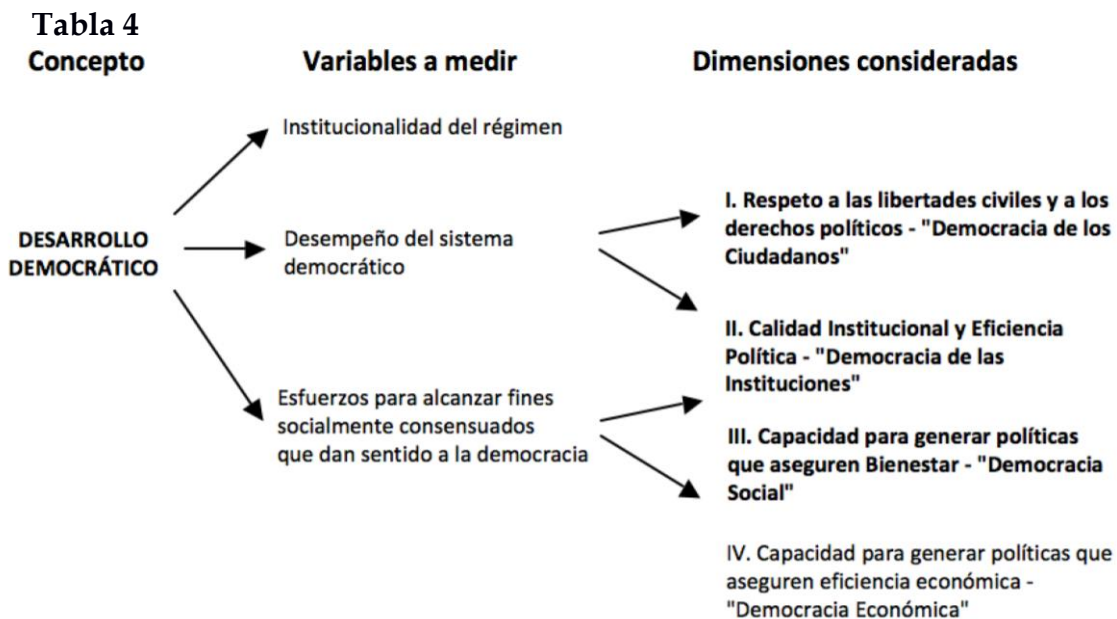 Tabla 4
Concepto
Variables a medir
Dimensiones consideradas
Institucionalidad del régimen
DESARROLLO
DEMOCRÁTICO
Desempeño del sistema
democrático
Esfuerzos para alcanzar fines
socialmente consensuados
que dan sentido a la democracia
I. Respeto a las libertades civiles y a los
derechos políticos - "Democracia de los
Ciudadanos"
II. Calidad Institucional y Eficiencia
Política - "Democracia de las
Instituciones"
III. Capacidad para generar políticas
que aseguren Bienestar - "Democracia
Social"
IV. Capacidad para generar políticas que
aseguren eficiencia económica -
"Democracia Económica"